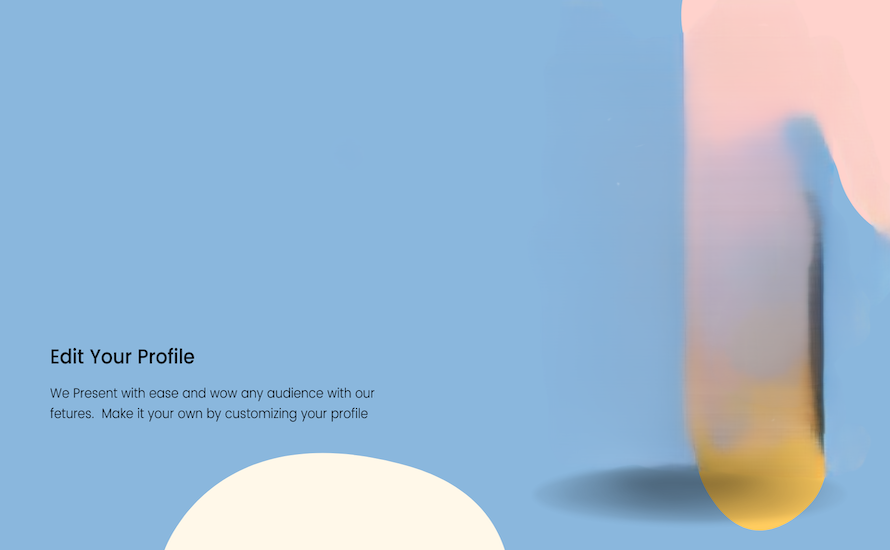 Edit Your Profile
We Present with ease and wow any audience with our
fetures.  Make it your own by customizing your profile